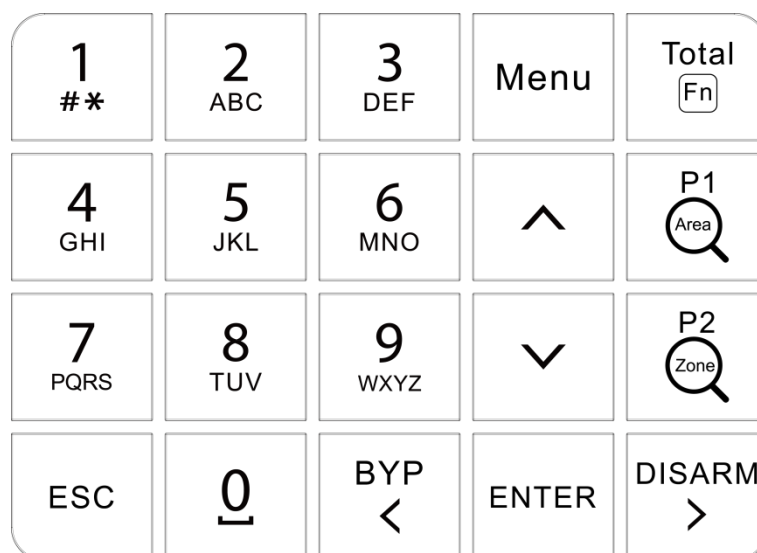 1
#*
2
ABC
3
DEF
Menu
Total
Fn
4
GHI
5
JKL
6
MNO
P1
Area
7
PQRS
8
TUV
9
WXYZ
P2
Zone
ESC
0
BYP
<
ENTER
DISARM
>